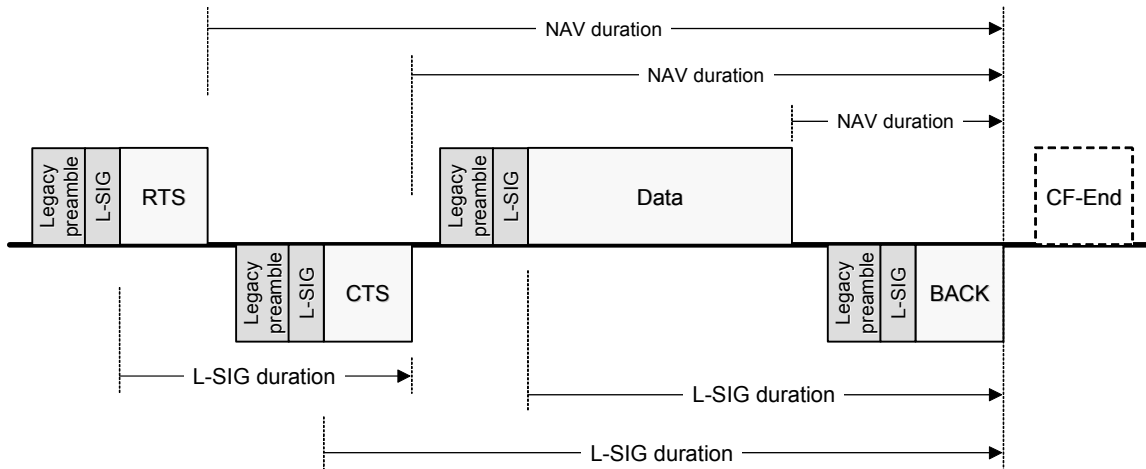 NAV duration
NAV duration
NAV duration
Legacy
preamble
L-SIG
RTS
Legacy
preamble
L-SIG
Data
CF-End
Legacy
preamble
L-SIG
CTS
Legacy
preamble
L-SIG
BACK
L-SIG duration
L-SIG duration
L-SIG duration